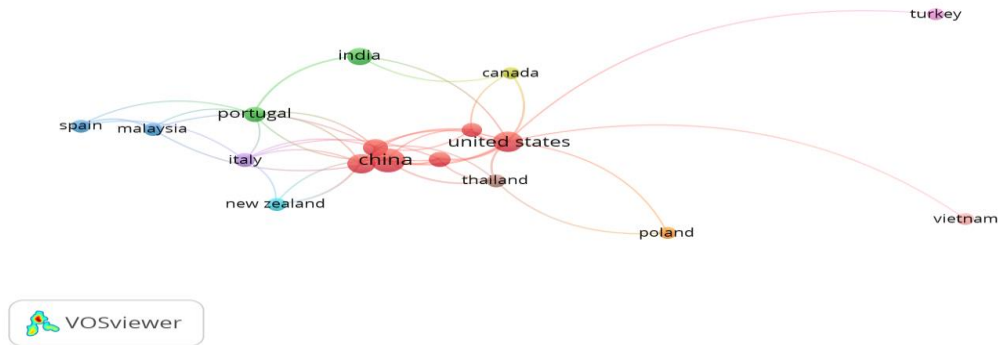 turkey
india
canada
portugal
spain
malaysia
united states
china
italy
thailand
new zealand
vietnam
poland
VOSviewer